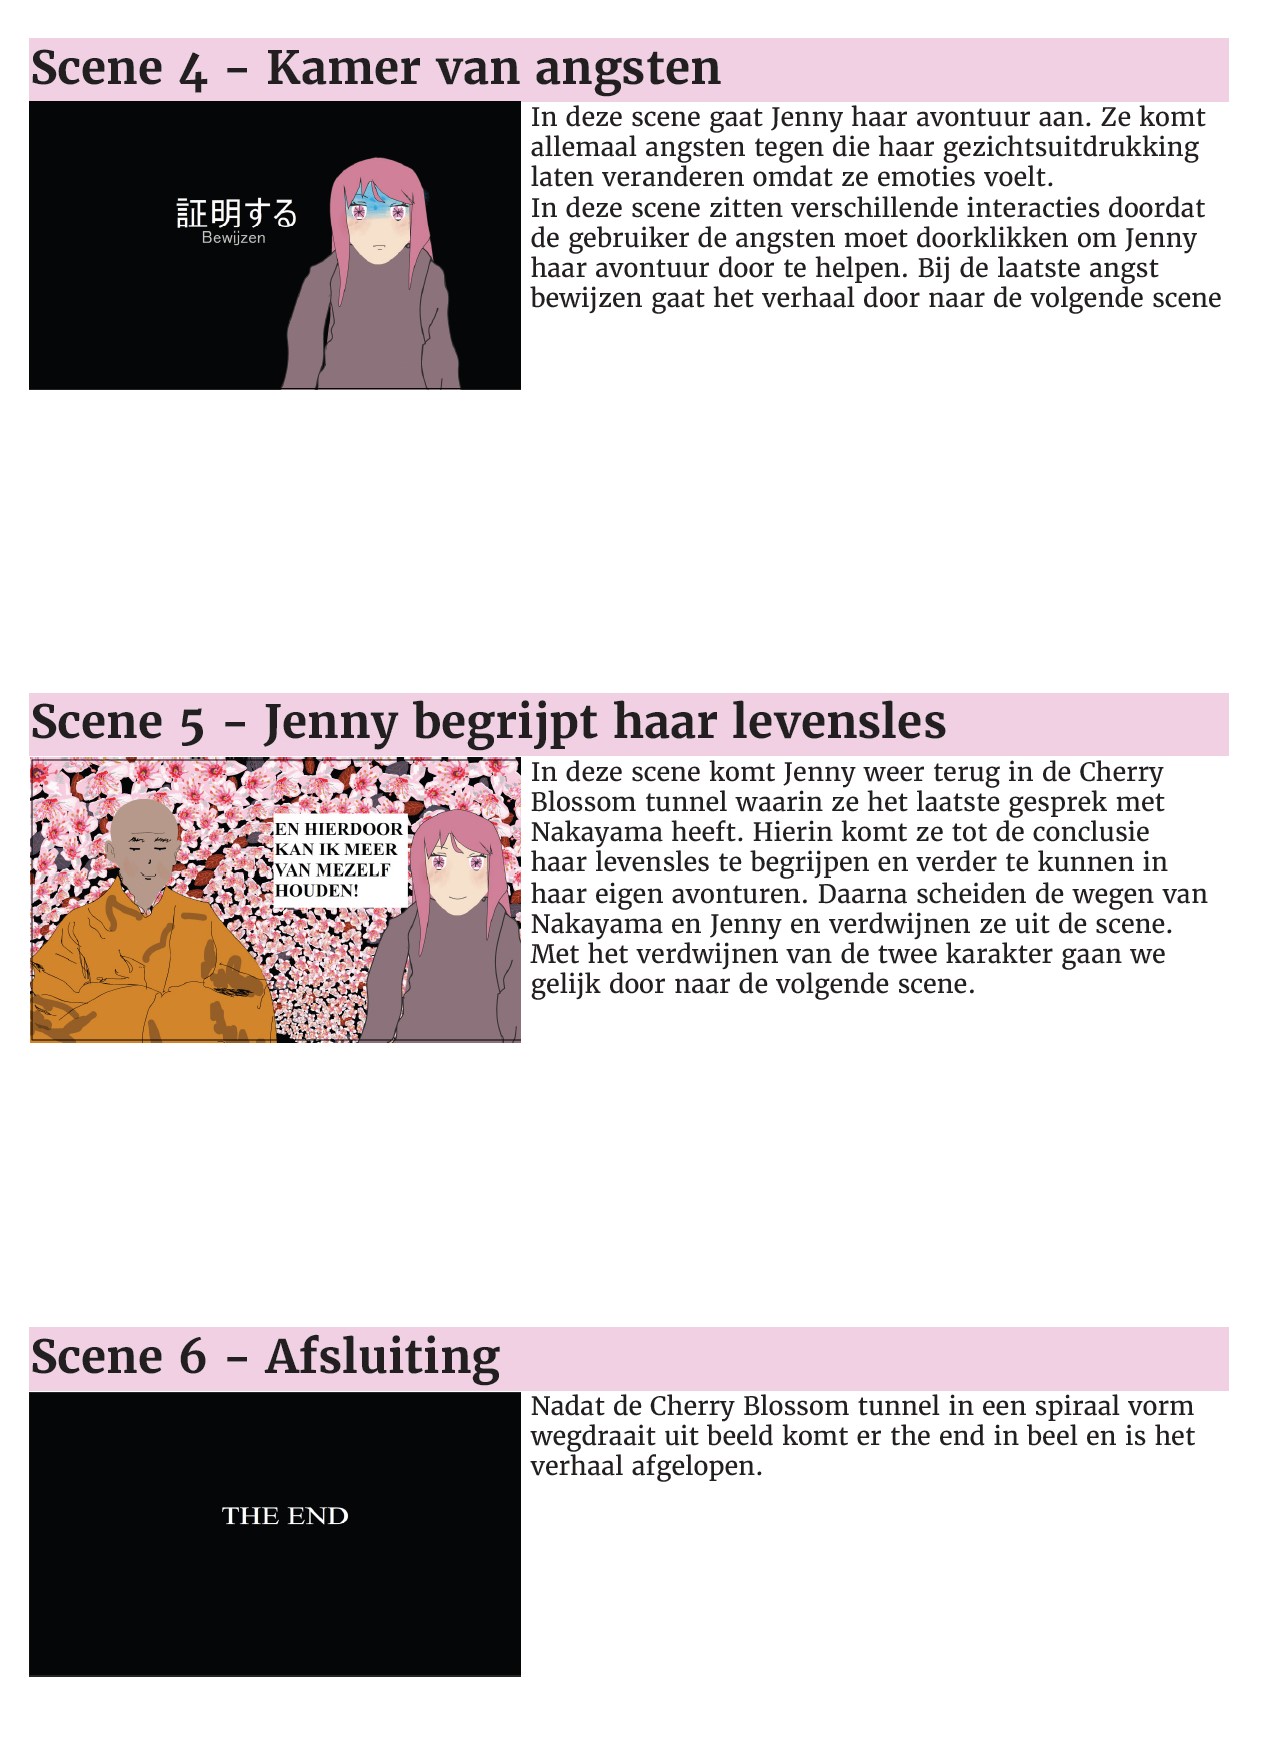 Scene 4 - Kamer van angsten
証明する
Bewijzen
In deze scene gaat Jenny haar avontuur aan. Ze komt
allemaal angsten tegen die haar gezichtsuitdrukking
laten veranderen omdat ze emoties voelt.
In deze scene zitten verschillende interacties doordat
de gebruiker de angsten moet doorklikken om Jenny
haar avontuur door te helpen. Bij de laatste angst
bewijzen gaat het verhaal door naar de volgende scene
Scene 5 - Jenny begrijpt haar levensles
EN HIERDOOR
KAN IK MEER
VAN MEZELF
HOUDEN!
In deze scene komt Jenny weer terug in de Cherry
Blossom tunnel waarin ze het laatste gesprek met
Nakayama heeft. Hierin komt ze tot de conclusie
haar levensles te begrijpen en verder te kunnen in
haar eigen avonturen. Daarna scheiden de wegen van
Nakayama en Jenny en verdwijnen ze uit de scene.
Met het verdwijnen van de twee karakter gaan we
gelijk door naar de volgende scene.
Scene 6 - Afsluiting
THE END
Nadat de Cherry Blossom tunnel in een spiraal vorm
wegdraait uit beeld komt er the end in beel en is het
verhaal afgelopen.